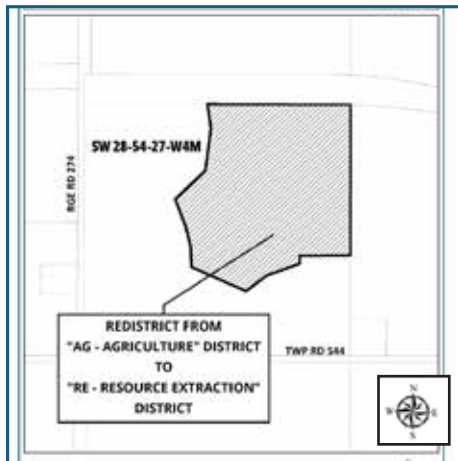 SW 28-54-27-W4M
RGE RD 274
REDISTRICT FROM
"AG - AGRICULTURE" DISTRICT
TO
"RE - RESOURCE EXTRACTION"
DISTRICT
TWP RD 544
N
W E
S